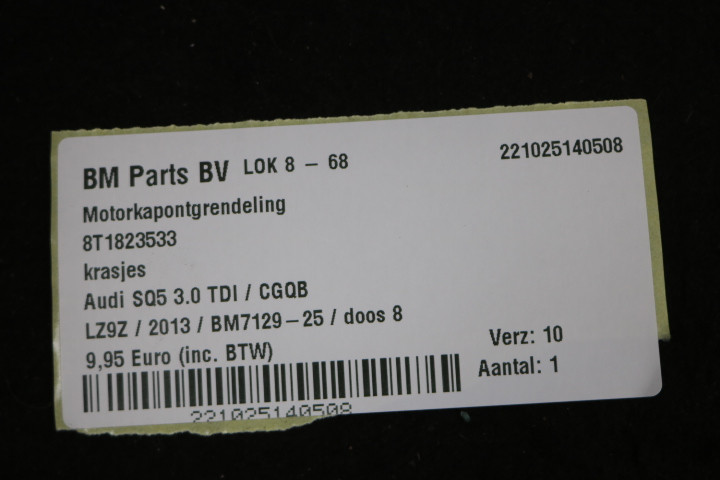 BM Parts BV LOK 8 – 68 221025140508
Motorkapontgrendeling
8T1823533
krasjes
Audi SQ5 3.0 TDI / CGQB
LZ9Z / 2013 / BM7129–25 / doos 8
9,95 Euro (inc. BTW) Verz: 10
Aantal: 1
221025140508